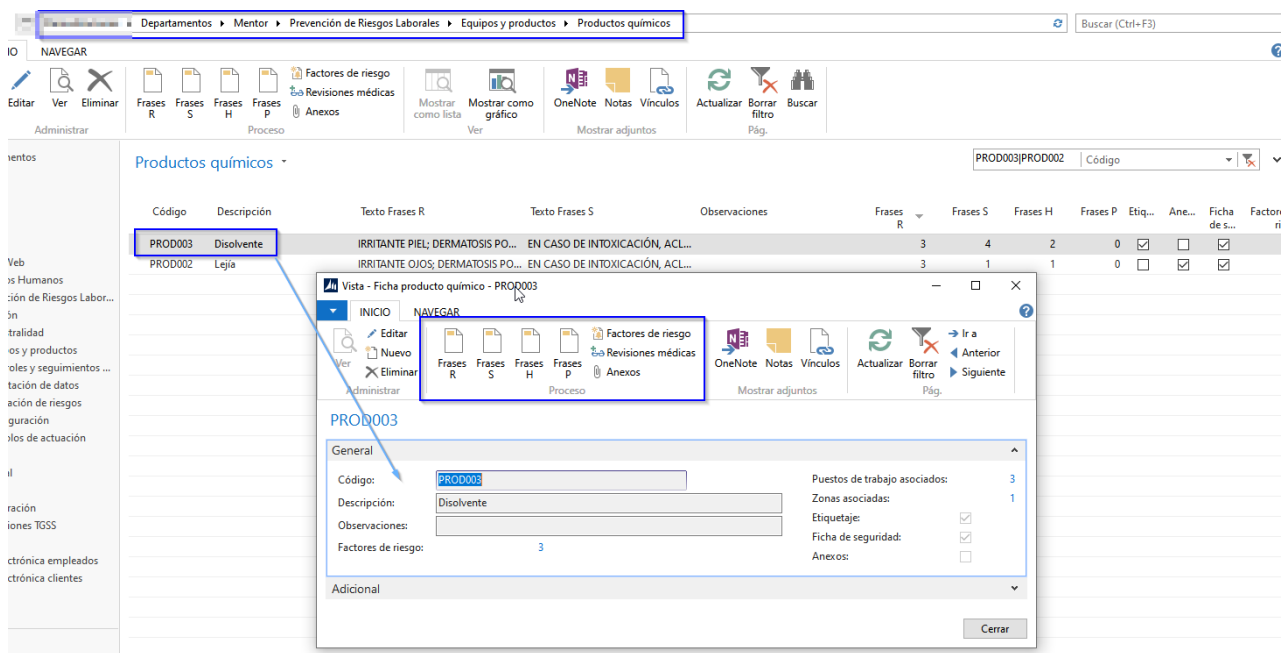 Departamentos ▸ Mentor ▸ Prevención de Riesgos Laborales ▸ Equipos y productos ▸ Productos químicos
Buscar (Ctrl+F3)
IO NAVEGAR
Editar Ver Eliminar
Administrar
Frases R Frases S Frases H Frases P
Factores de riesgo
Revisiones médicas
Anexos
Proceso
Mostrar como lista Mostrar como gráfico
Ver
OneNote Notas Vínculos
Mostrar adjuntos
Actualizar Borrar filtro Buscar
Pág.
mentos
Web
os Humanos
ción de Riesgos Labor...
ón
stralidad
os y productos
roles y seguimientos ...
tación de datos
ación de riesgos
guración
olos de actuación
al
ración
iones TGSS
ctrónica empleados
ctrónica clientes
Productos químicos
PROD003|PROD002 Código
Código Descripción Texto Frases R Texto Frases S Observaciones Frases R Frases S Frases H Frases P Etiq... Ane... Ficha de s... Factore ri
PROD003 Disolvente IRRITANTE PIEL; DERMATOSIS PO... EN CASO DE INTOXICACIÓN, ACL... 3 4 2 0
PROD002 Lejía IRRITANTE OJOS; DERMATOSIS PO... EN CASO DE INTOXICACIÓN, ACL... 3 1 1 0
Vista - Ficha producto químico - PROD003
INICIO NAVEGAR
Ver
Editar
Nuevo
Eliminar
Administrar
Frases R Frases S Frases H Frases P
Factores de riesgo
Revisiones médicas
Anexos
Proceso
OneNote Notas Vínculos
Mostrar adjuntos
Actualizar Borrar filtro
Ir a
Anterior
Siguiente
Pág.
PROD003
General
Código: PROD003
Descripción: Disolvente
Observaciones:
Factores de riesgo: 3
Puestos de trabajo asociados: 3
Zonas asociadas: 1
Etiquetaje:
Ficha de seguridad:
Anexos:
Adicional
Cerrar